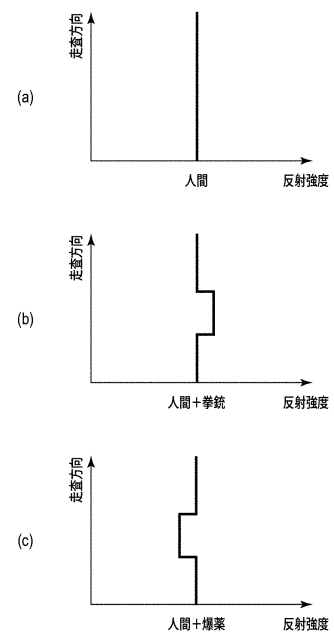 走査方向
(a)
人間
反射強度
走査方向
(b)
人間+拳銃
反射強度
走査方向
(c)
人間+爆薬
反射強度